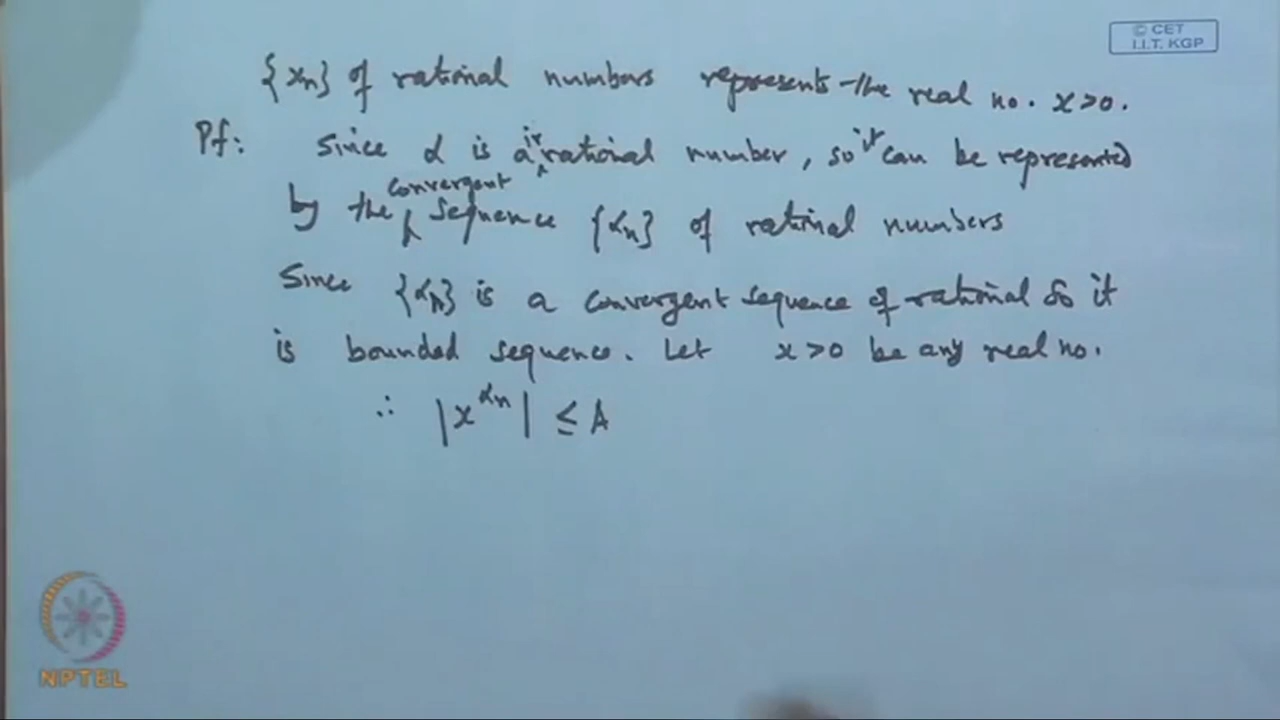 © CET
I.I.T. KGP
{xn} of rational numbers represents the real no. x>0.
Pf: Since α is a irrational number, so it can be represented
by the convergent sequence {αn} of rational numbers
Since {αn} is a convergent sequence of rational so it
is bounded sequence. Let x>0 be any real no.
∴ |x^αn| ≤ A
NPTEL